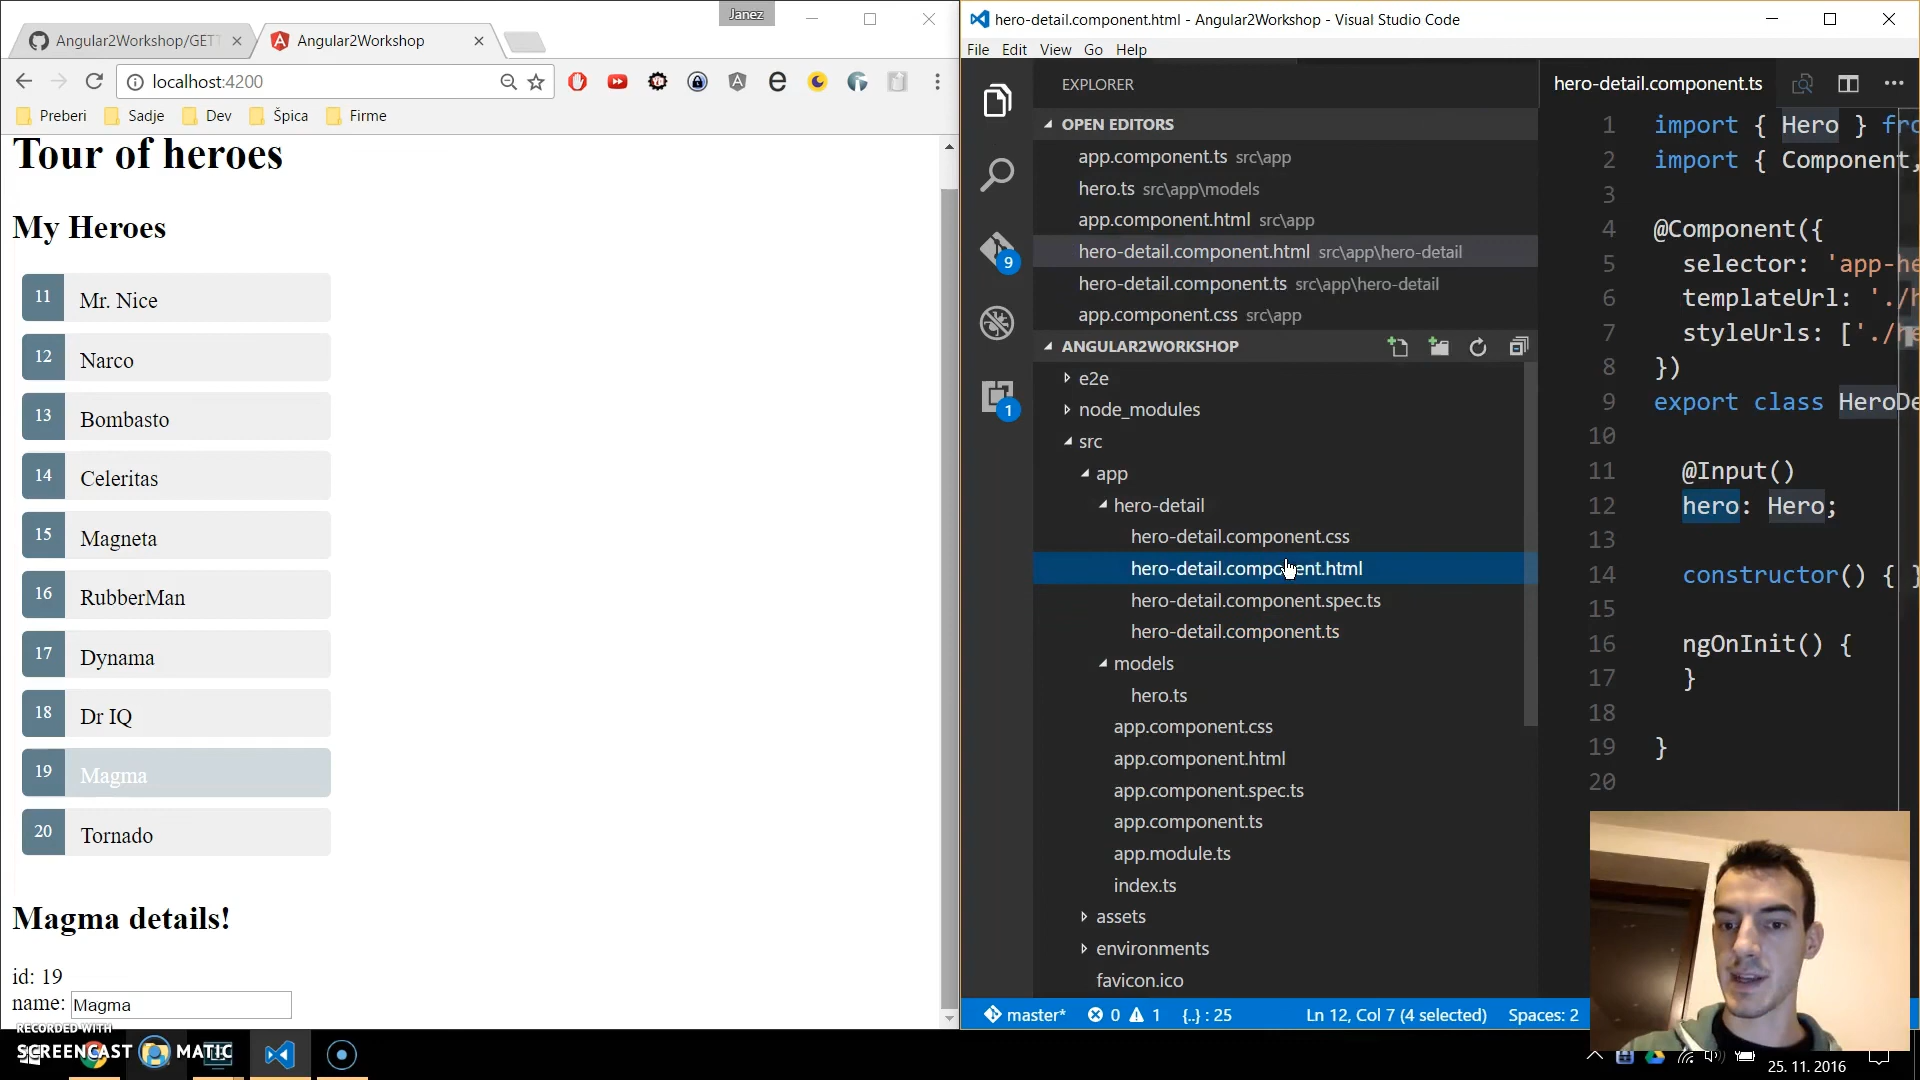 Janez
Angular2Workshop/GETT
Angular2Workshop
localhost:4200
Preberi
Sadje
Dev
Špica
Firme
Tour of heroes
My Heroes
11 Mr. Nice
12 Narco
13 Bombasto
14 Celeritas
15 Magneta
16 RubberMan
17 Dynama
18 Dr IQ
19 Magma
20 Tornado
Magma details!
id: 19
name: Magma
RECORDED WITH
SCREENCAST MATIC
hero-detail.component.html - Angular2Workshop - Visual Studio Code
File Edit View Go Help
EXPLORER
OPEN EDITORS
app.component.ts src\app
hero.ts src\app\models
app.component.html src\app
hero-detail.component.html src\app\hero-detail
hero-detail.component.ts src\app\hero-detail
app.component.css src\app
ANGULAR2WORKSHOP
9
1
e2e
node_modules
src
app
hero-detail
hero-detail.component.css
hero-detail.component.html
hero-detail.component.spec.ts
hero-detail.component.ts
models
hero.ts
app.component.css
app.component.html
app.component.spec.ts
app.component.ts
app.module.ts
index.ts
assets
environments
favicon.ico
hero-detail.component.ts
1 import { Hero } fro
2 import { Component,
3
4 @Component({
5 selector: 'app-he
6 templateUrl: './h
7 styleUrls: ['./he
8 })
9 export class HeroDe
10
11 @Input()
12 hero: Hero;
13
14 constructor() { }
15
16 ngOnInit() {
17 }
18
19 }
20
master* 0 1 {..} : 25 Ln 12, Col 7 (4 selected) Spaces: 2
25. 11. 2016